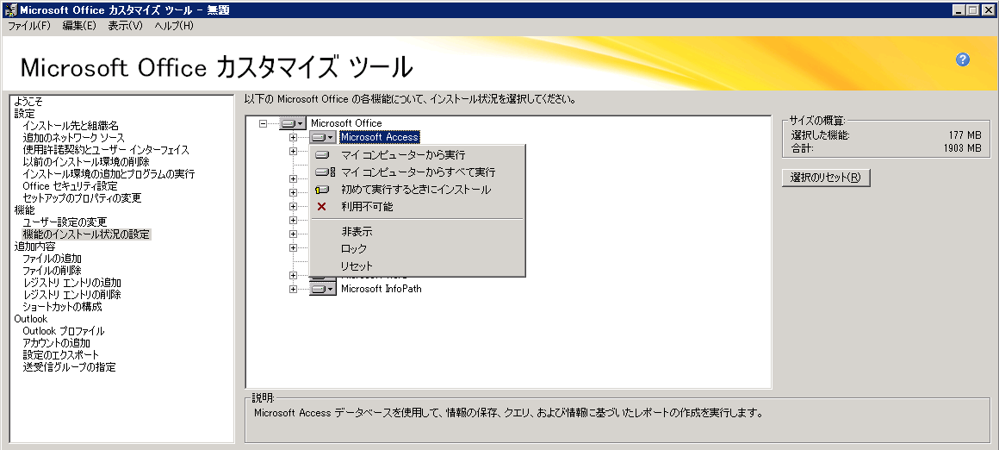 Microsoft Office カスタマイズ ツール - 無題
ファイル(F) 編集(E) 表示(V) ヘルプ(H)
Microsoft Office カスタマイズ ツール
ようこそ
設定
インストール先と組織名
追加のネットワーク ソース
使用許諾契約とユーザー インターフェイス
以前のインストール環境の削除
インストール環境の追加とプログラムの実行
Office セキュリティ設定
セットアップのプロパティの変更
機能
ユーザー設定の変更
機能のインストール状況の設定
追加内容
ファイルの追加
ファイルの削除
レジストリ エントリの追加
レジストリ エントリの削除
ショートカットの構成
Outlook
Outlook プロファイル
アカウントの追加
設定のエクスポート
送受信グループの指定
以下の Microsoft Office の各機能について、インストール状況を選択してください。
Microsoft Office
Microsoft Access
マイ コンピューターから実行
マイ コンピューターからすべて実行
初めて実行するときにインストール
利用不可能
非表示
ロック
リセット
Microsoft InfoPath
サイズの概算:
選択した機能: 177 MB
合計: 1903 MB
選択のリセット(R)
説明:
Microsoft Access データベースを使用して、情報の保存、クエリ、および情報に基づいたレポートの作成を実行します。